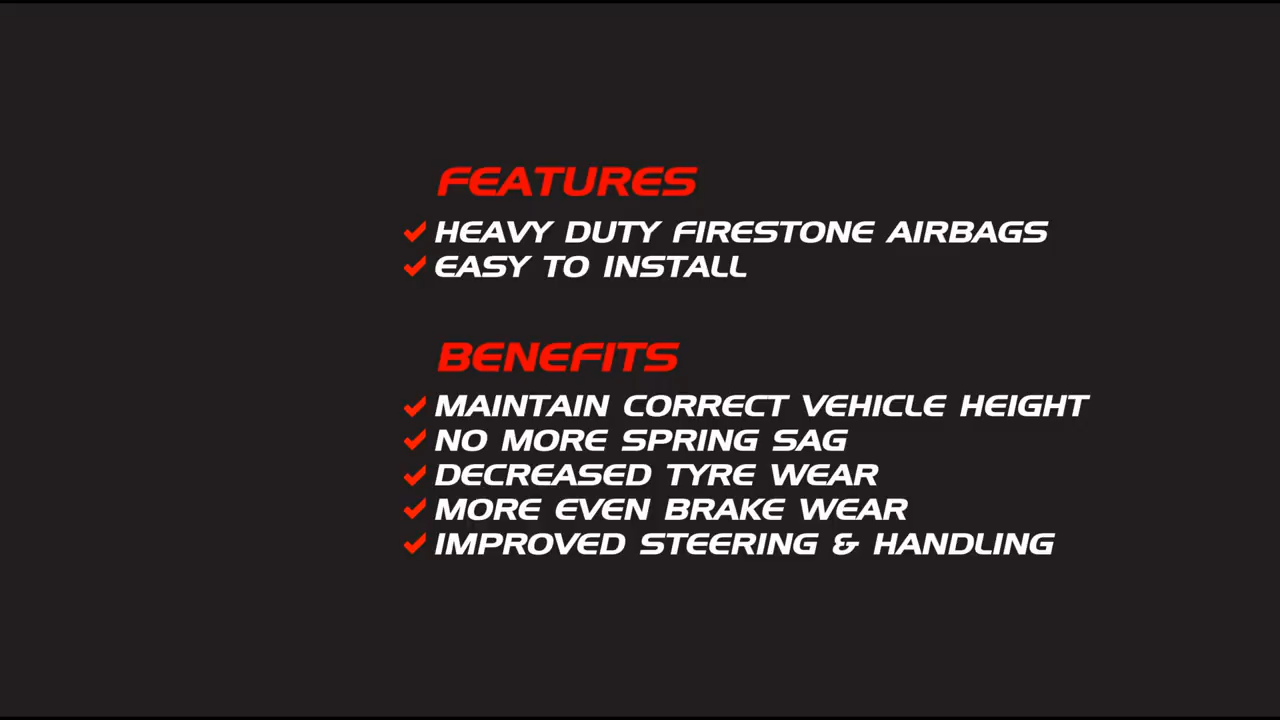 FEATURES
HEAVY DUTY FIRESTONE AIRBAGS
EASY TO INSTALL
BENEFITS
MAINTAIN CORRECT VEHICLE HEIGHT
NO MORE SPRING SAG
DECREASED TYRE WEAR
MORE EVEN BRAKE WEAR
IMPROVED STEERING & HANDLING